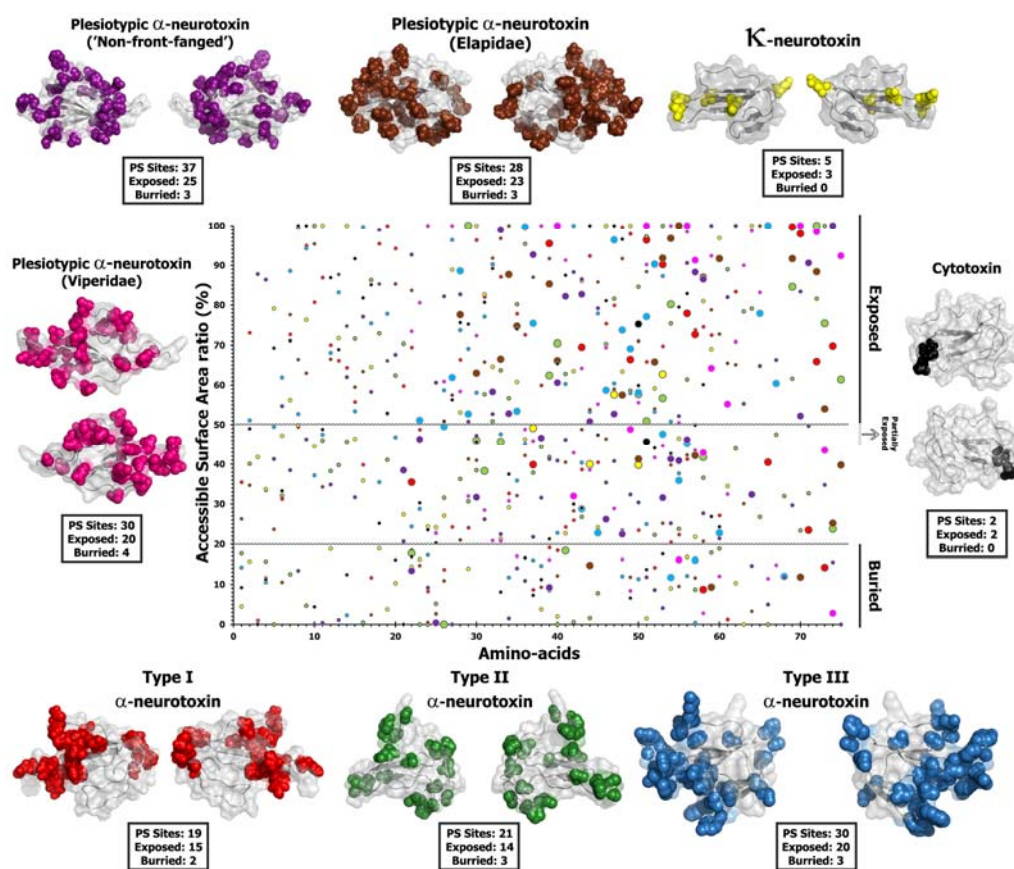 Plesiotypic α-neurotoxin
('Non-front-fanged')
PS Sites: 37
Exposed: 25
Burried: 3
Plesiotypic α-neurotoxin
(Elapidae)
PS Sites: 28
Exposed: 23
Burried: 3
K-neurotoxin
PS Sites: 5
Exposed: 3
Burried 0
Plesiotypic α-neurotoxin
(Viperidae)
PS Sites: 30
Exposed: 20
Burried: 4
Accessible Surface Area ratio (%)
100
90
80
70
60
50
40
30
20
10
0
0 10 20 30 40 50 60 70
Amino-acids
Exposed
Partially
Exposed
Buried
Cytotoxin
PS Sites: 2
Exposed: 2
Burried: 0
Type I
α-neurotoxin
PS Sites: 19
Exposed: 15
Burried: 2
Type II
α-neurotoxin
PS Sites: 21
Exposed: 14
Burried: 3
Type III
α-neurotoxin
PS Sites: 30
Exposed: 20
Burried: 3